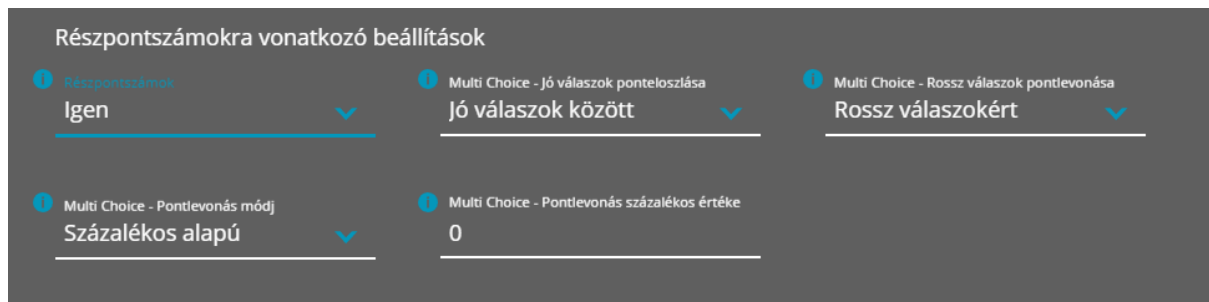 Részpontszámokra vonatkozó beállítások
Részpontszámok
Igen
Multi Choice - Jó válaszok ponteloszlása
Jó válaszok között
Multi Choice - Rossz válaszok pontlevonása
Rossz válaszokért
Multi Choice - Pontlevonás módj
Százalékos alapú
Multi Choice - Pontlevonás százalékos értéke
0